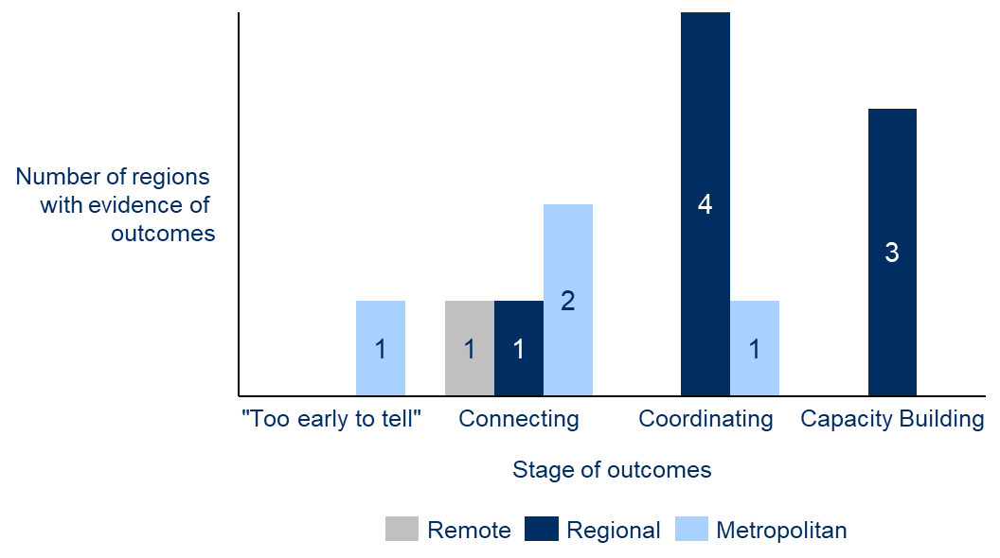 Number of regions
with evidence of
outcomes
4
3
2
1
1
1
1
"Too early to tell"
Connecting
Coordinating
Capacity Building
Stage of outcomes
Remote
Regional
Metropolitan